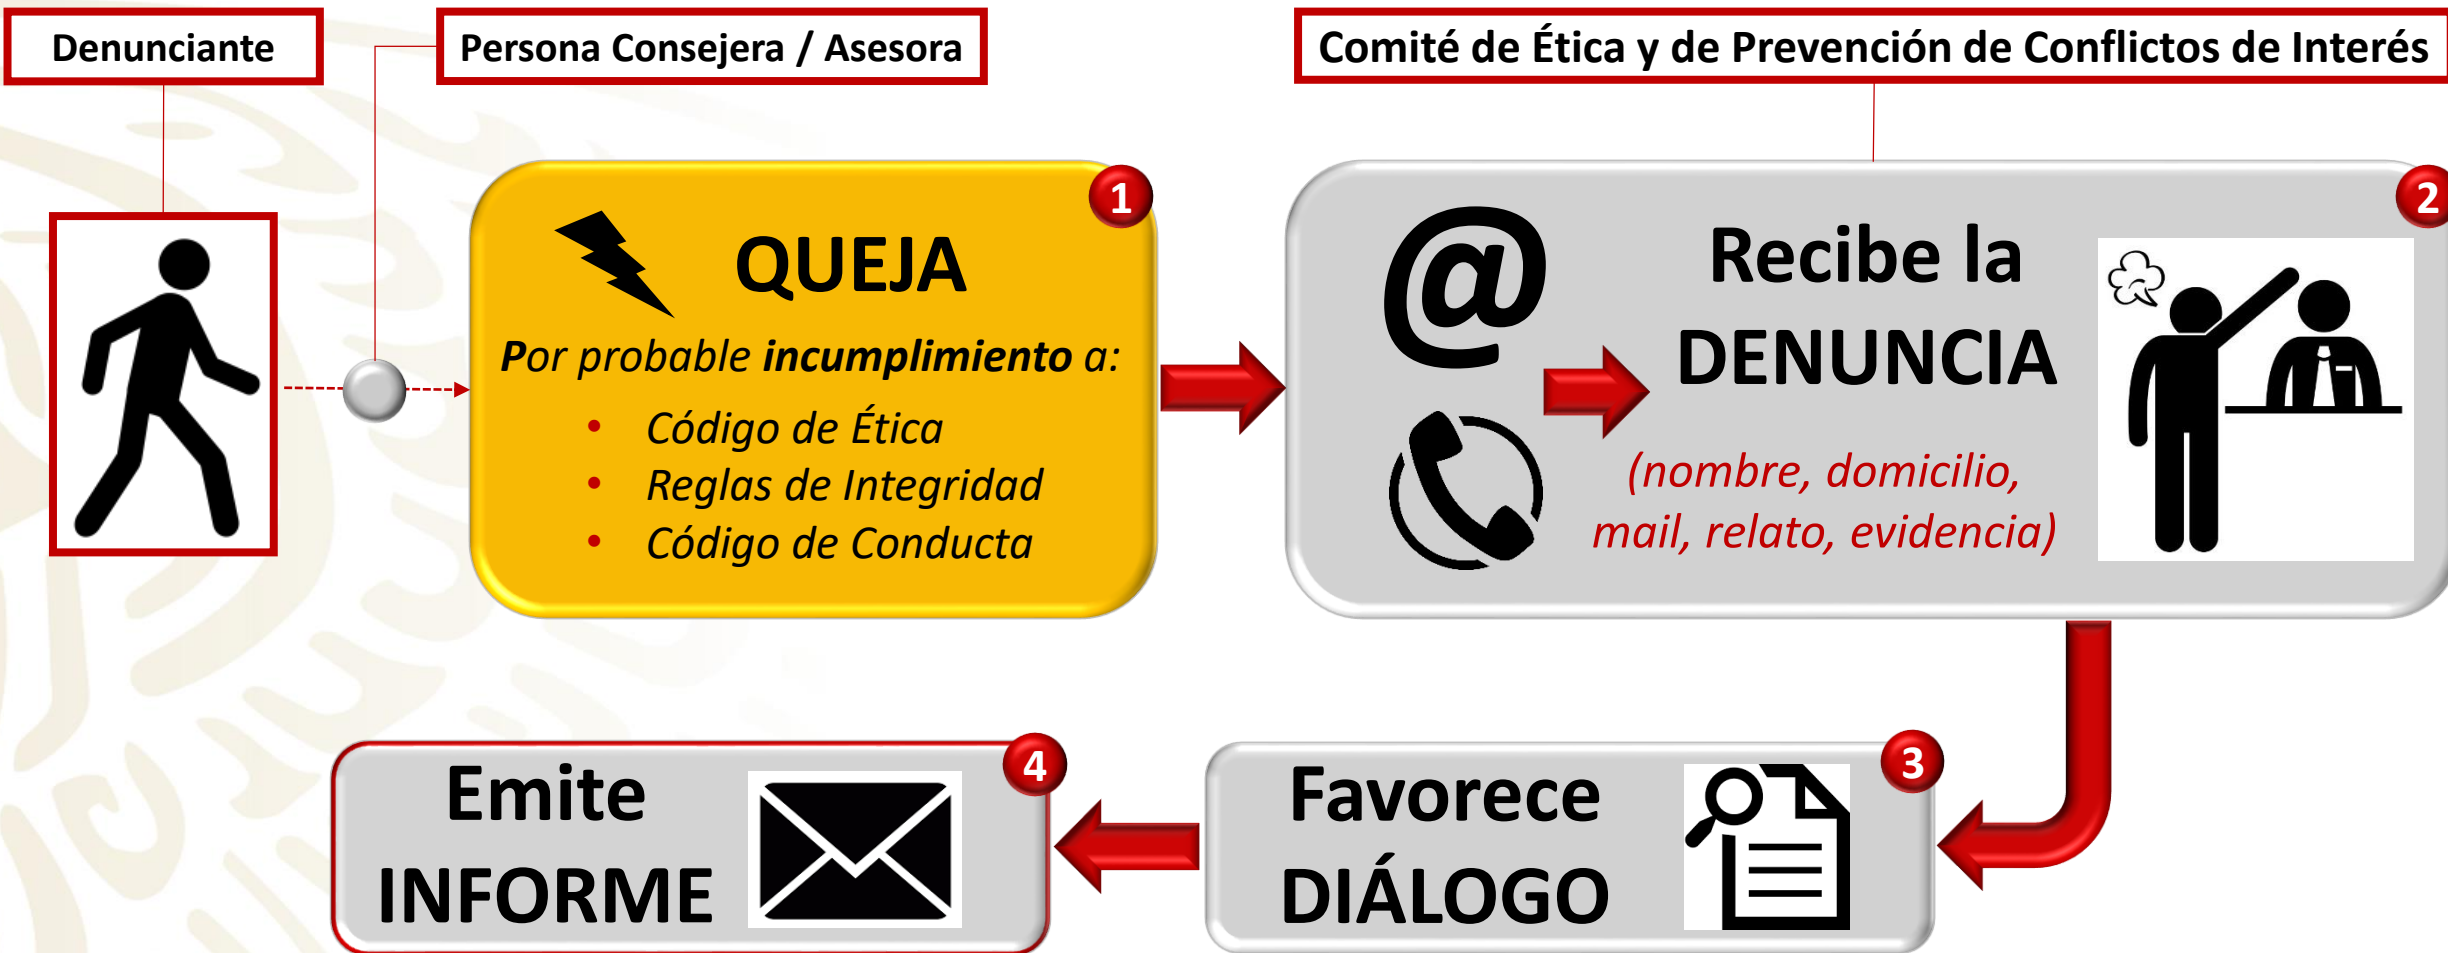 Denunciante
Persona Consejera / Asesora
Comité de Ética y de Prevención de Conflictos de Interés
1
QUEJA
Por probable incumplimiento a:
• Código de Ética
• Reglas de Integridad
• Código de Conducta
2
@
Recibe la
DENUNCIA
(nombre, domicilio,
mail, relato, evidencia)
3
Favorece
DIÁLOGO
4
Emite
INFORME